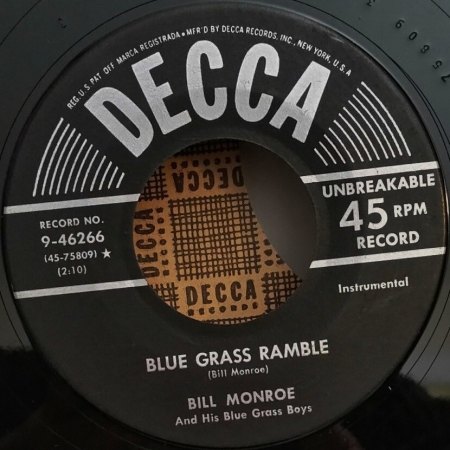 REG. U.S. PAT OFF MARCA REGISTRADA • MF'R'D BY DECCA RECORDS, INC., NEW YORK, U.S.A
DECCA
RECORD NO.
9-46266
(45-75809) ★
(2:10)
UNBREAKABLE
45 RPM
RECORD
Instrumental
DECCA
DECCA
DECCA
BLUE GRASS RAMBLE
(Bill Monroe)
BILL MONROE
And His Blue Grass Boys